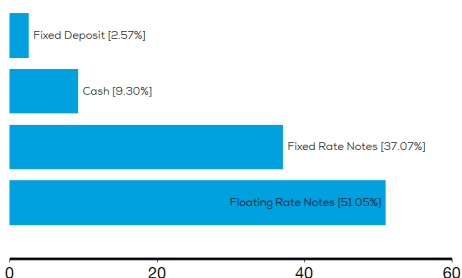 Fixed Deposit [2.57%]
Cash [9.30%]
Fixed Rate Notes [37.07%]
Floating Rate Notes [51.05%]
0 20 40 60